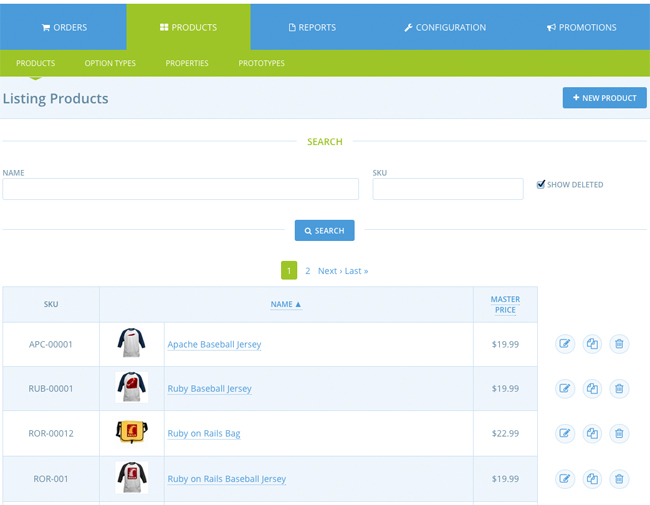 ORDERS PRODUCTS REPORTS CONFIGURATION PROMOTIONS
PRODUCTS OPTION TYPES PROPERTIES PROTOTYPES
Listing Products
+ NEW PRODUCT
SEARCH
NAME SKU
SHOW DELETED
SEARCH
1 2 Next › Last »
SKU NAME ▲ MASTER PRICE
APC-00001 Apache Baseball Jersey $19.99
RUB-00001 Ruby Baseball Jersey $19.99
ROR-00012 Ruby on Rails Bag $22.99
ROR-001 Ruby on Rails Baseball Jersey $19.99